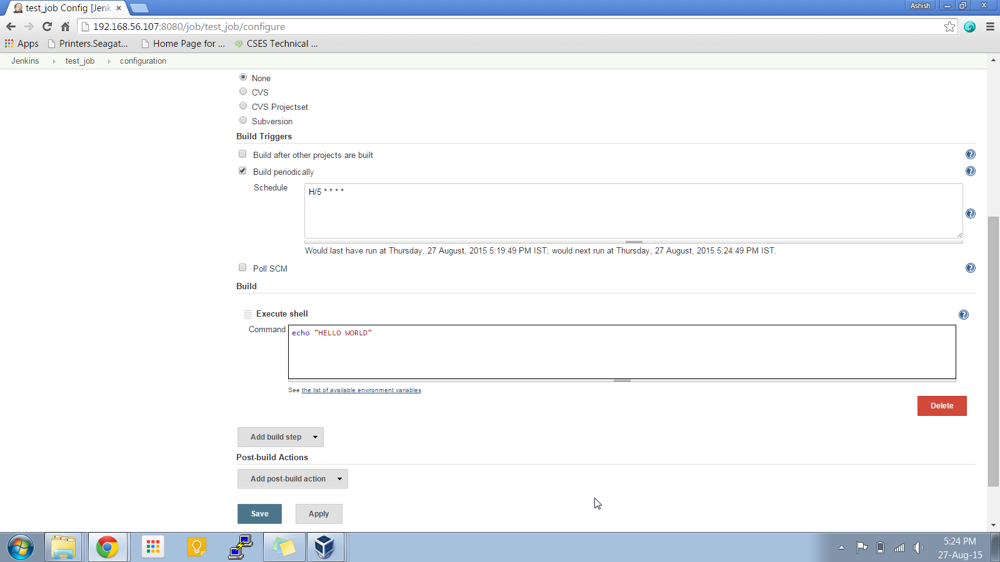 test_job Config [Jenk
Ashish
192.168.56.107:8080/job/test_job/configure
Apps Printers.Seagat... Home Page for ... CSES Technical ...
Jenkins test_job configuration
None
CVS
CVS Projectset
Subversion
Build Triggers
Build after other projects are built
Build periodically
Schedule
H/5 * * * *
Would last have run at Thursday, 27 August, 2015 5:19:49 PM IST; would next run at Thursday, 27 August, 2015 5:24:49 PM IST.
Poll SCM
Build
Execute shell
Command
echo "HELLO WORLD"
See the list of available environment variables
Delete
Add build step
Post-build Actions
Add post-build action
Save Apply
5:24 PM
27-Aug-15